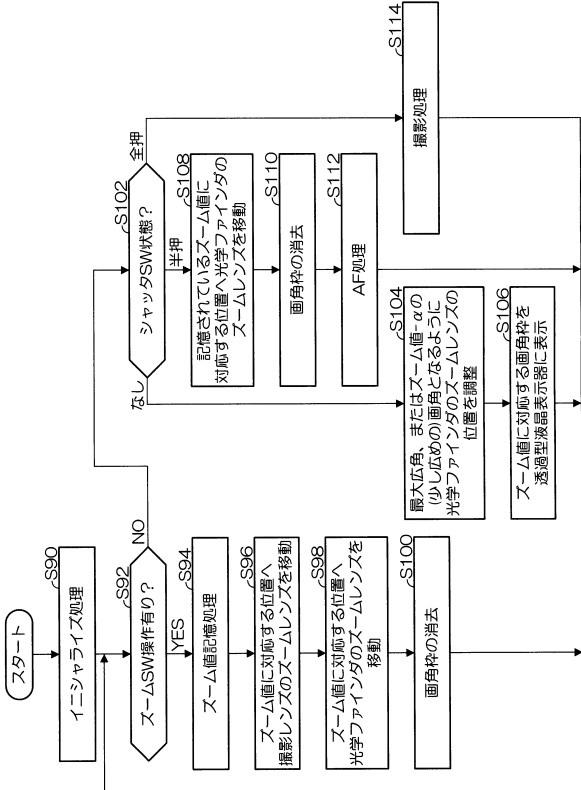 スタート
S90
イニシャライズ処理
S92
ズームSW操作有り？
NO
YES
S94
ズーム値記憶処理
S96
ズーム値に対応する位置へ
撮影レンズのズームレンズを移動
S98
ズーム値に対応する位置へ
光学ファインダのズームレンズを
移動
S100
画角枠の消去
S102
シャッタSW状態？
なし
半押
全押
S108
記憶されているズーム値に
対応する位置へ光学ファインダの
ズームレンズを移動
S110
画角枠の消去
S112
AF処理
S104
最大広角、またはズーム値-αの
(少し広めの)画角となるように
光学ファインダのズームレンズの
位置を調整
S106
ズーム値に対応する画角枠を
透過型液晶表示器に表示
S114
撮影処理